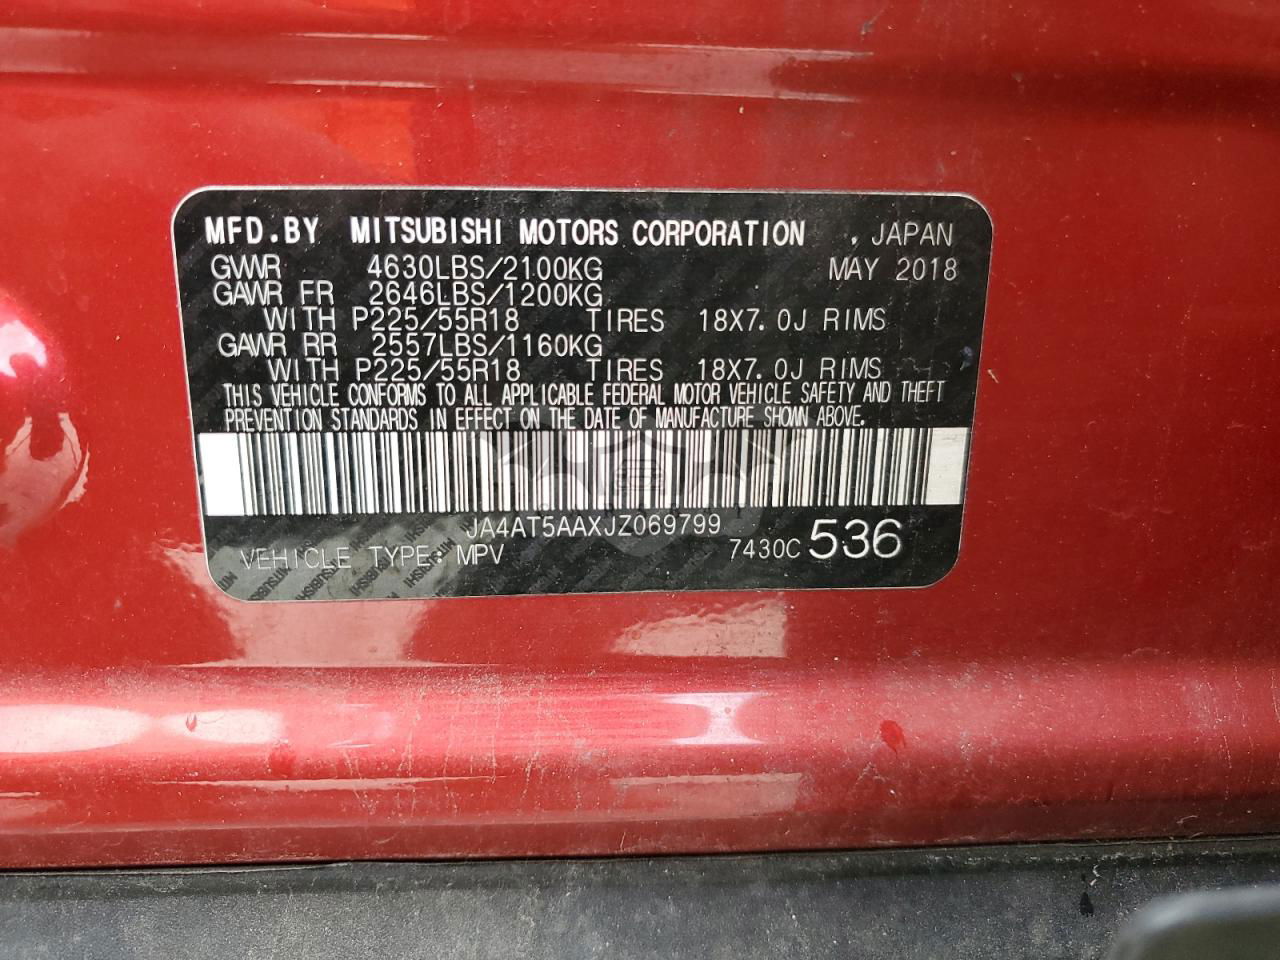 MFD.BY MITSUBISHI MOTORS CORPORATION , JAPAN
GVWR 4630LBS/2100KG MAY 2018
GAWR FR 2646LBS/1200KG
WITH P225/55R18 TIRES 18X7.0J RIMS
GAWR RR 2557LBS/1160KG
WITH P225/55R18 TIRES 18X7.0J RIMS
THIS VEHICLE CONFORMS TO ALL APPLICABLE FEDERAL MOTOR VEHICLE SAFETY AND THEFT
PREVENTION STANDARDS IN EFFECT ON THE DATE OF MANUFACTURE SHOWN ABOVE.
JA4AT5AAXJZ069799
VEHICLE TYPE: MPV 7430C 536